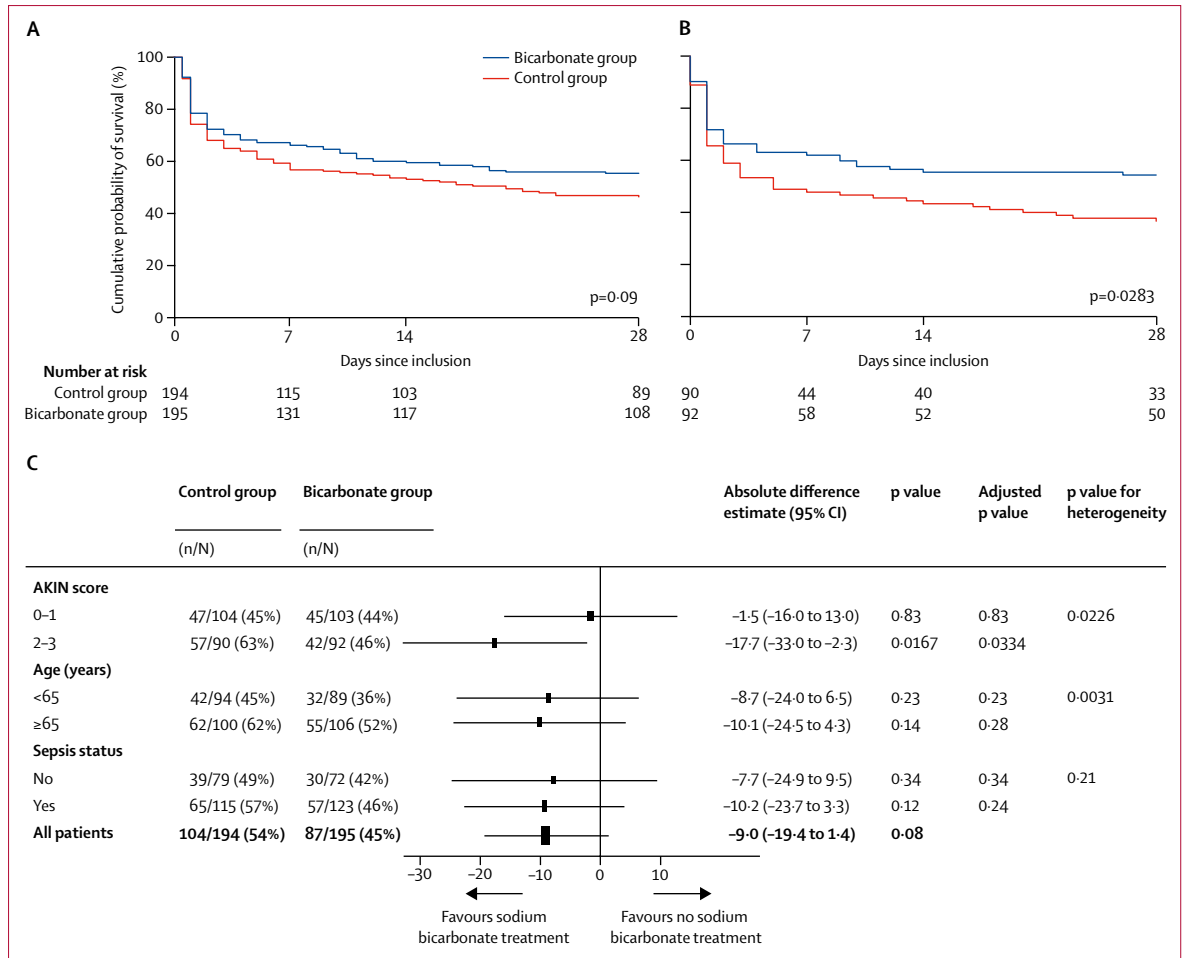 A
B
Cumulative probability of survival (%)
100
80
60
40
20
0
Bicarbonate group
Control group
p=0·09
p=0·0283
0 7 14 28
0 7 14 28
Days since inclusion
Days since inclusion
Number at risk
Control group 194 115 103 89 90 44 40 33
Bicarbonate group 195 131 117 108 92 58 52 50
C
Control group Bicarbonate group Absolute difference estimate (95% CI) p value Adjusted p value p value for heterogeneity
(n/N) (n/N)
AKIN score
0–1 47/104 (45%) 45/103 (44%) –1·5 (–16·0 to 13·0) 0·83 0·83 0·0226
2–3 57/90 (63%) 42/92 (46%) –17·7 (–33·0 to –2·3) 0·0167 0·0334
Age (years)
<65 42/94 (45%) 32/89 (36%) –8·7 (–24·0 to 6·5) 0·23 0·23 0·0031
≥65 62/100 (62%) 55/106 (52%) –10·1 (–24·5 to 4·3) 0·14 0·28
Sepsis status
No 39/79 (49%) 30/72 (42%) –7·7 (–24·9 to 9·5) 0·34 0·34 0·21
Yes 65/115 (57%) 57/123 (46%) –10·2 (–23·7 to 3·3) 0·12 0·24
All patients 104/194 (54%) 87/195 (45%) –9·0 (–19·4 to 1·4) 0·08
–30 –20 –10 0 10
Favours sodium bicarbonate treatment
Favours no sodium bicarbonate treatment